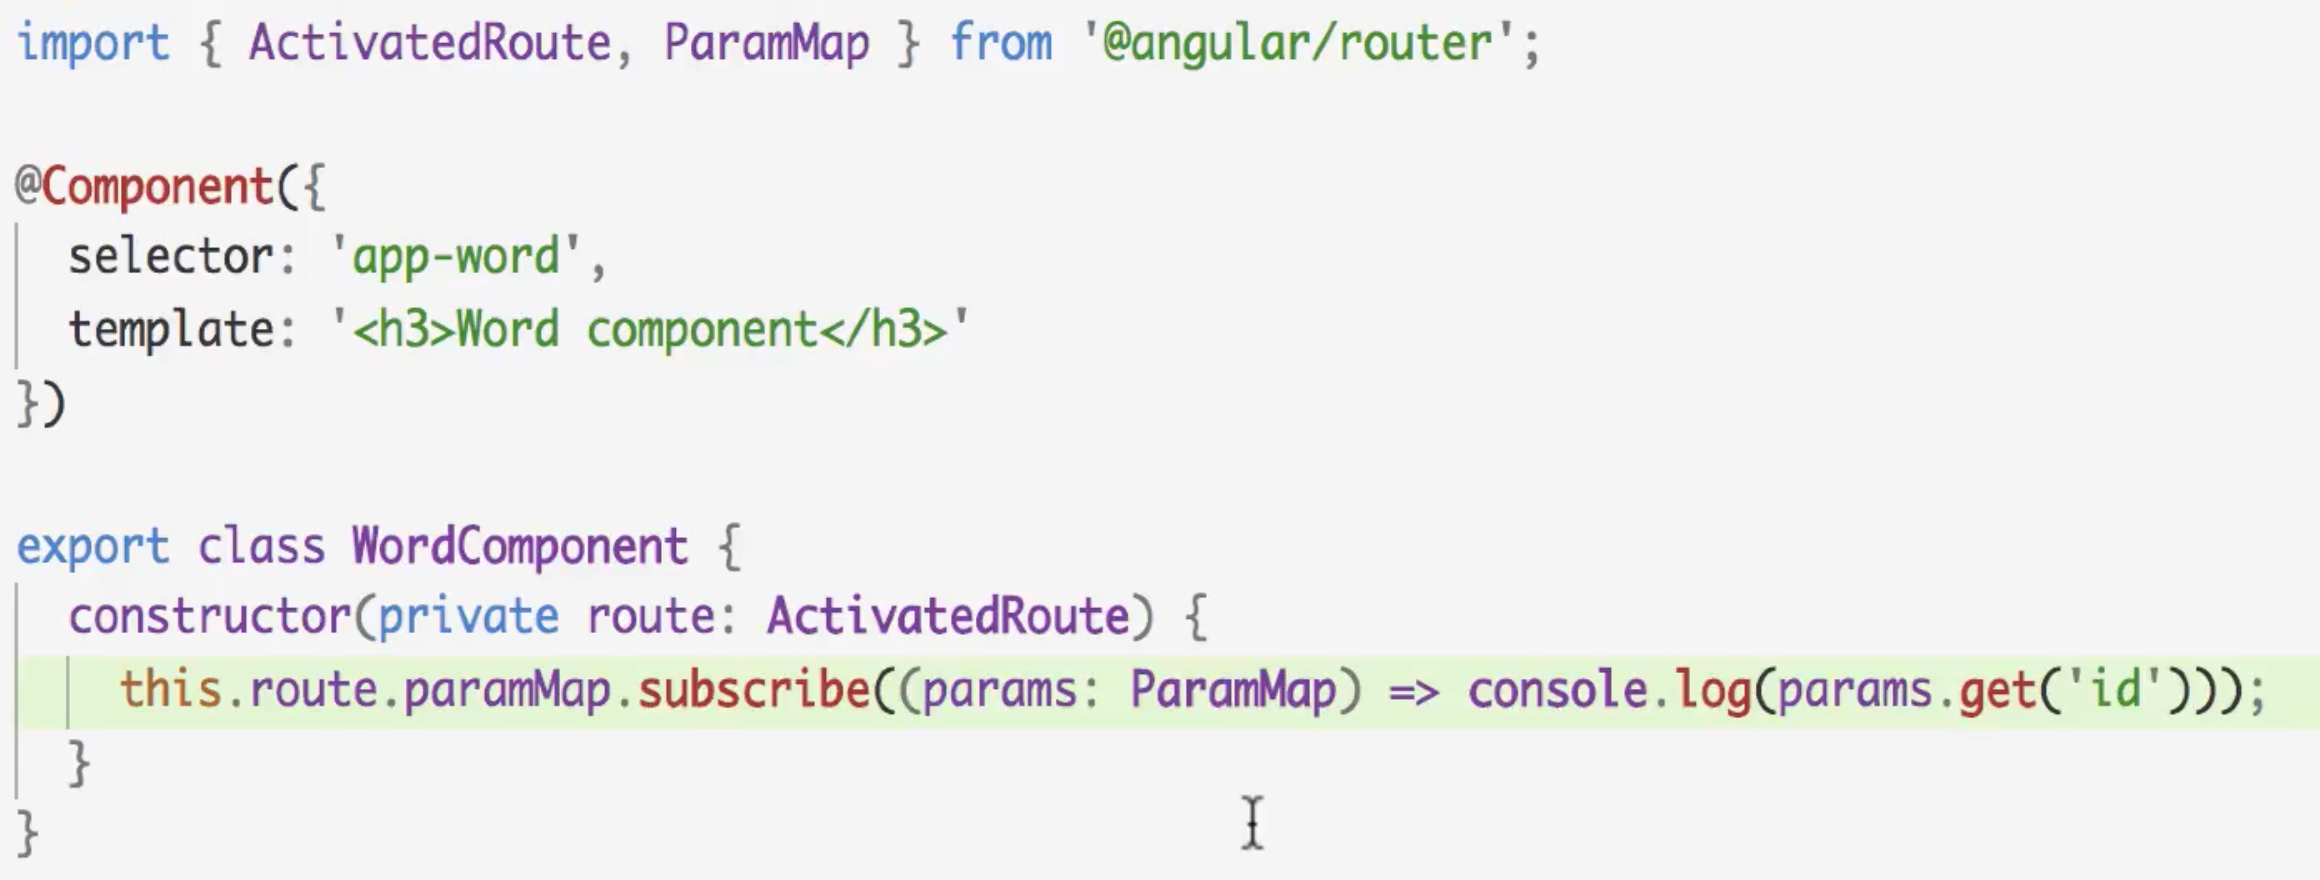 import { ActivatedRoute, ParamMap } from '@angular/router';
@Component({
selector: 'app-word',
template: '<h3>Word component</h3>'
})
export class WordComponent {
constructor(private route: ActivatedRoute) {
this.route.paramMap.subscribe((params: ParamMap) => console.log(params.get('id')));
}
}